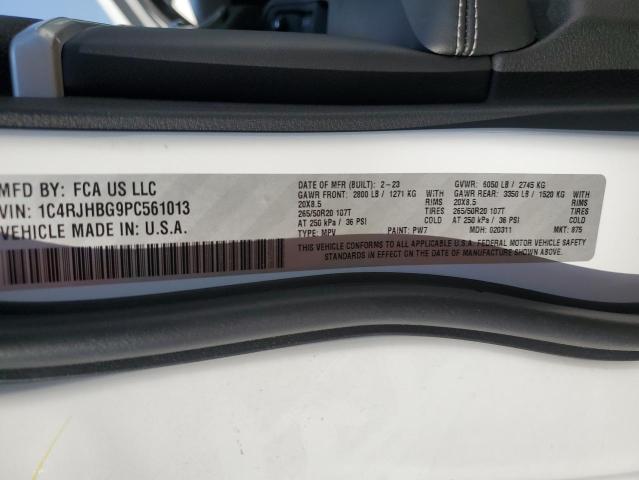 MFD BY: FCA US LLC
VIN: 1C4RJHBG9PC561013
VEHICLE MADE IN: U.S.A.
DATE OF MFR (BUILT): 2-23 GVWR: 6050 LB / 2745 KG
GAWR FRONT: 2800 LB / 1271 KG GAWR REAR: 3350 LB / 1520 KG
20X8.5 RIMS 20X8.5 RIMS
265/50R20 107T TIRES 265/50R20 107T TIRES
AT 250 kPa / 36 PSI COLD AT 250 kPa / 36 PSI COLD
TYPE: MPV PAINT: PW7 MDH: 020311 MKT: 875
THIS VEHICLE CONFORMS TO ALL APPLICABLE U.S.A. FEDERAL MOTOR VEHICLE SAFETY
STANDARDS IN EFFECT ON THE DATE OF MANUFACTURE SHOWN ABOVE.